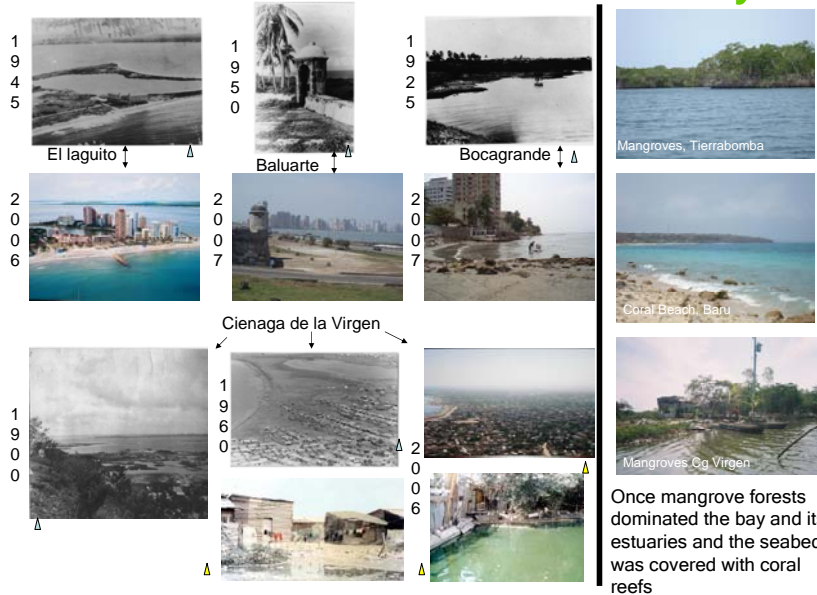 1945
1950
1925
El laguito
Baluarte
Bocagrande
2006
2007
2007
Cienaga de la Virgen
1900
1960
2006
Mangroves, Tierrabomba
Coral Beach, Baru
Mangroves Cg Virgen
Once mangrove forests
dominated the bay and it
estuaries and the seabed
was covered with coral
reefs